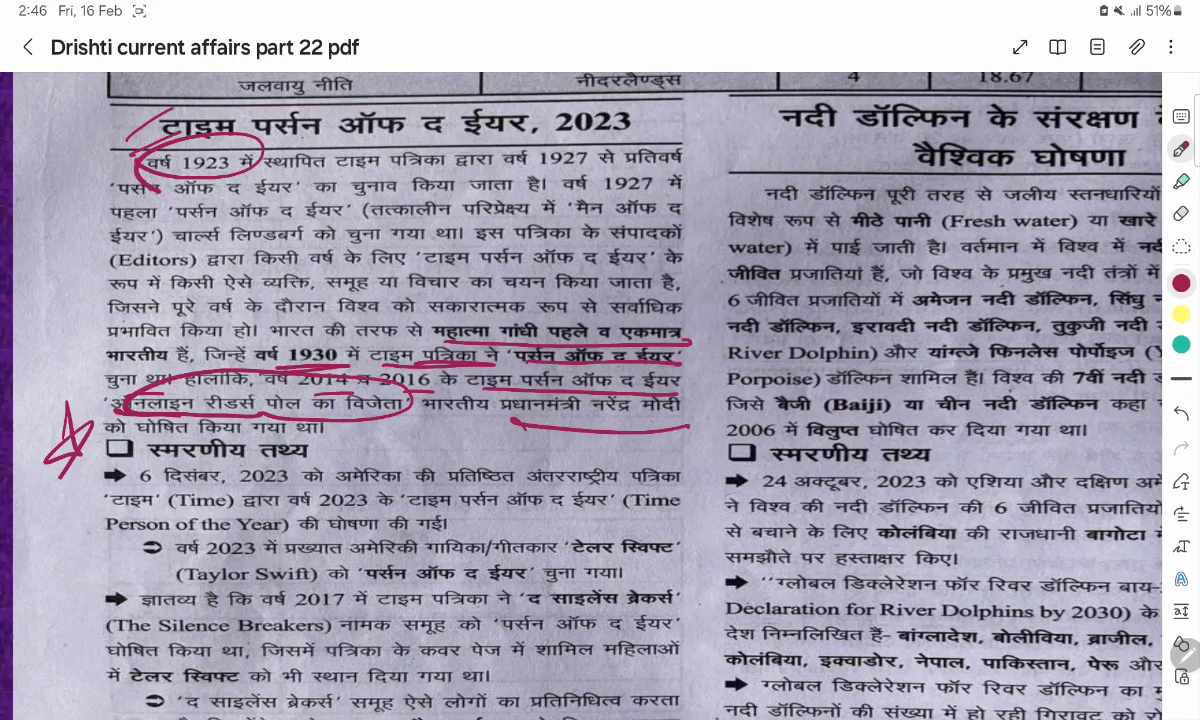 2:46 Fri, 16 Feb
51%
Drishti current affairs part 22 pdf
जलवायु नीति
नीदरलैण्ड्स
4
18.67
टाइम पर्सन ऑफ द ईयर, 2023
वर्ष 1923 में स्थापित टाइम पत्रिका द्वारा वर्ष 1927 से प्रतिवर्ष
'पर्सन ऑफ द ईयर' का चुनाव किया जाता है। वर्ष 1927 में
पहला 'पर्सन ऑफ द ईयर' (तत्कालीन परिप्रेक्ष्य में 'मैन ऑफ द
ईयर') चार्ल्स लिण्डबर्ग को चुना गया था। इस पत्रिका के संपादकों
(Editors) द्वारा किसी वर्ष के लिए 'टाइम पर्सन ऑफ द ईयर' के
रूप में किसी ऐसे व्यक्ति, समूह या विचार का चयन किया जाता है,
जिसने पूरे वर्ष के दौरान विश्व को सकारात्मक रूप से सर्वाधिक
प्रभावित किया हो। भारत की तरफ से महात्मा गांधी पहले व एकमात्र
भारतीय हैं, जिन्हें वर्ष 1930 में टाइम पत्रिका ने 'पर्सन ऑफ द ईयर'
चुना था। हालांकि, वर्ष 2014 व 2016 के टाइम पर्सन ऑफ द ईयर
'ऑनलाइन रीडर्स पोल का विजेता' भारतीय प्रधानमंत्री नरेंद्र मोदी
को घोषित किया गया था।
स्मरणीय तथ्य
6 दिसंबर, 2023 को अमेरिका की प्रतिष्ठित अंतरराष्ट्रीय पत्रिका
'टाइम' (Time) द्वारा वर्ष 2023 के 'टाइम पर्सन ऑफ द ईयर' (Time
Person of the Year) की घोषणा की गई।
वर्ष 2023 में प्रख्यात अमेरिकी गायिका/गीतकार 'टेलर स्विफ्ट'
(Taylor Swift) को 'पर्सन ऑफ द ईयर' चुना गया।
ज्ञातव्य है कि वर्ष 2017 में टाइम पत्रिका ने 'द साइलेंस ब्रेकर्स'
(The Silence Breakers) नामक समूह को 'पर्सन ऑफ द ईयर'
घोषित किया था, जिसमें पत्रिका के कवर पेज में शामिल महिलाओं
में टेलर स्विफ्ट को भी स्थान दिया गया था।
'द साइलेंस ब्रेकर्स' समूह ऐसे लोगों का प्रतिनिधित्व करता
नदी डॉल्फिन के संरक्षण
वैश्विक घोषणा
नदी डॉल्फिन पूरी तरह से जलीय स्तनधारियों
विशेष रूप से मीठे पानी (Fresh water) या खारे
water) में पाई जाती है। वर्तमान में विश्व में नदी
जीवित प्रजातियां हैं, जो विश्व के प्रमुख नदी तंत्रों में
6 जीवित प्रजातियों में अमेजन नदी डॉल्फिन, सिंधु
नदी डॉल्फिन, इरावदी नदी डॉल्फिन, तुकुजी नदी
River Dolphin) और यांग्त्जे फिनलेस पोर्पोइज (
Porpoise) डॉल्फिन शामिल हैं। विश्व की 7वीं नदी
जिसे बैजी (Baiji) या चीन नदी डॉल्फिन कहा
2006 में विलुप्त घोषित कर दिया गया था।
स्मरणीय तथ्य
24 अक्टूबर, 2023 को एशिया और दक्षिण
ने विश्व की नदी डॉल्फिन की 6 जीवित
से बचाने के लिए कोलंबिया की राजधानी बागोटा
समझौते पर हस्ताक्षर किए।
''ग्लोबल डिक्लेरेशन फॉर रिवर डॉल्फिन बाय
Declaration for River Dolphins by 2030) के
देश निम्नलिखित हैं- बांग्लादेश, बोलीविया, ब्राजील,
कोलंबिया, इक्वाडोर, नेपाल, पाकिस्तान, पेरू और
ग्लोबल डिक्लेरेशन फॉर रिवर डॉल्फिन का
नदी डॉल्फिनों की संख्या में हो रही गिरावट को